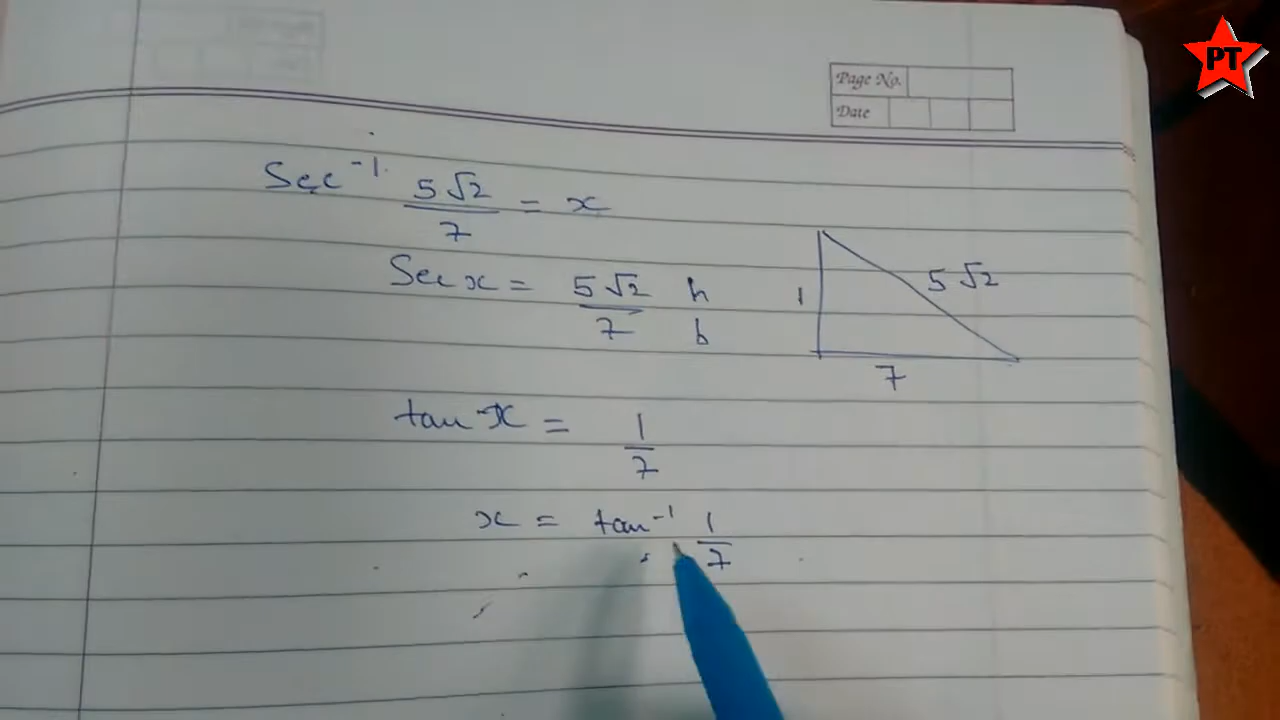 PT
Page No.
Date
Sec⁻¹ 5√2/7 = x
Sec x = 5√2/7 h/b
1
5√2
7
tan x = 1/7
x = tan⁻¹ 1/7